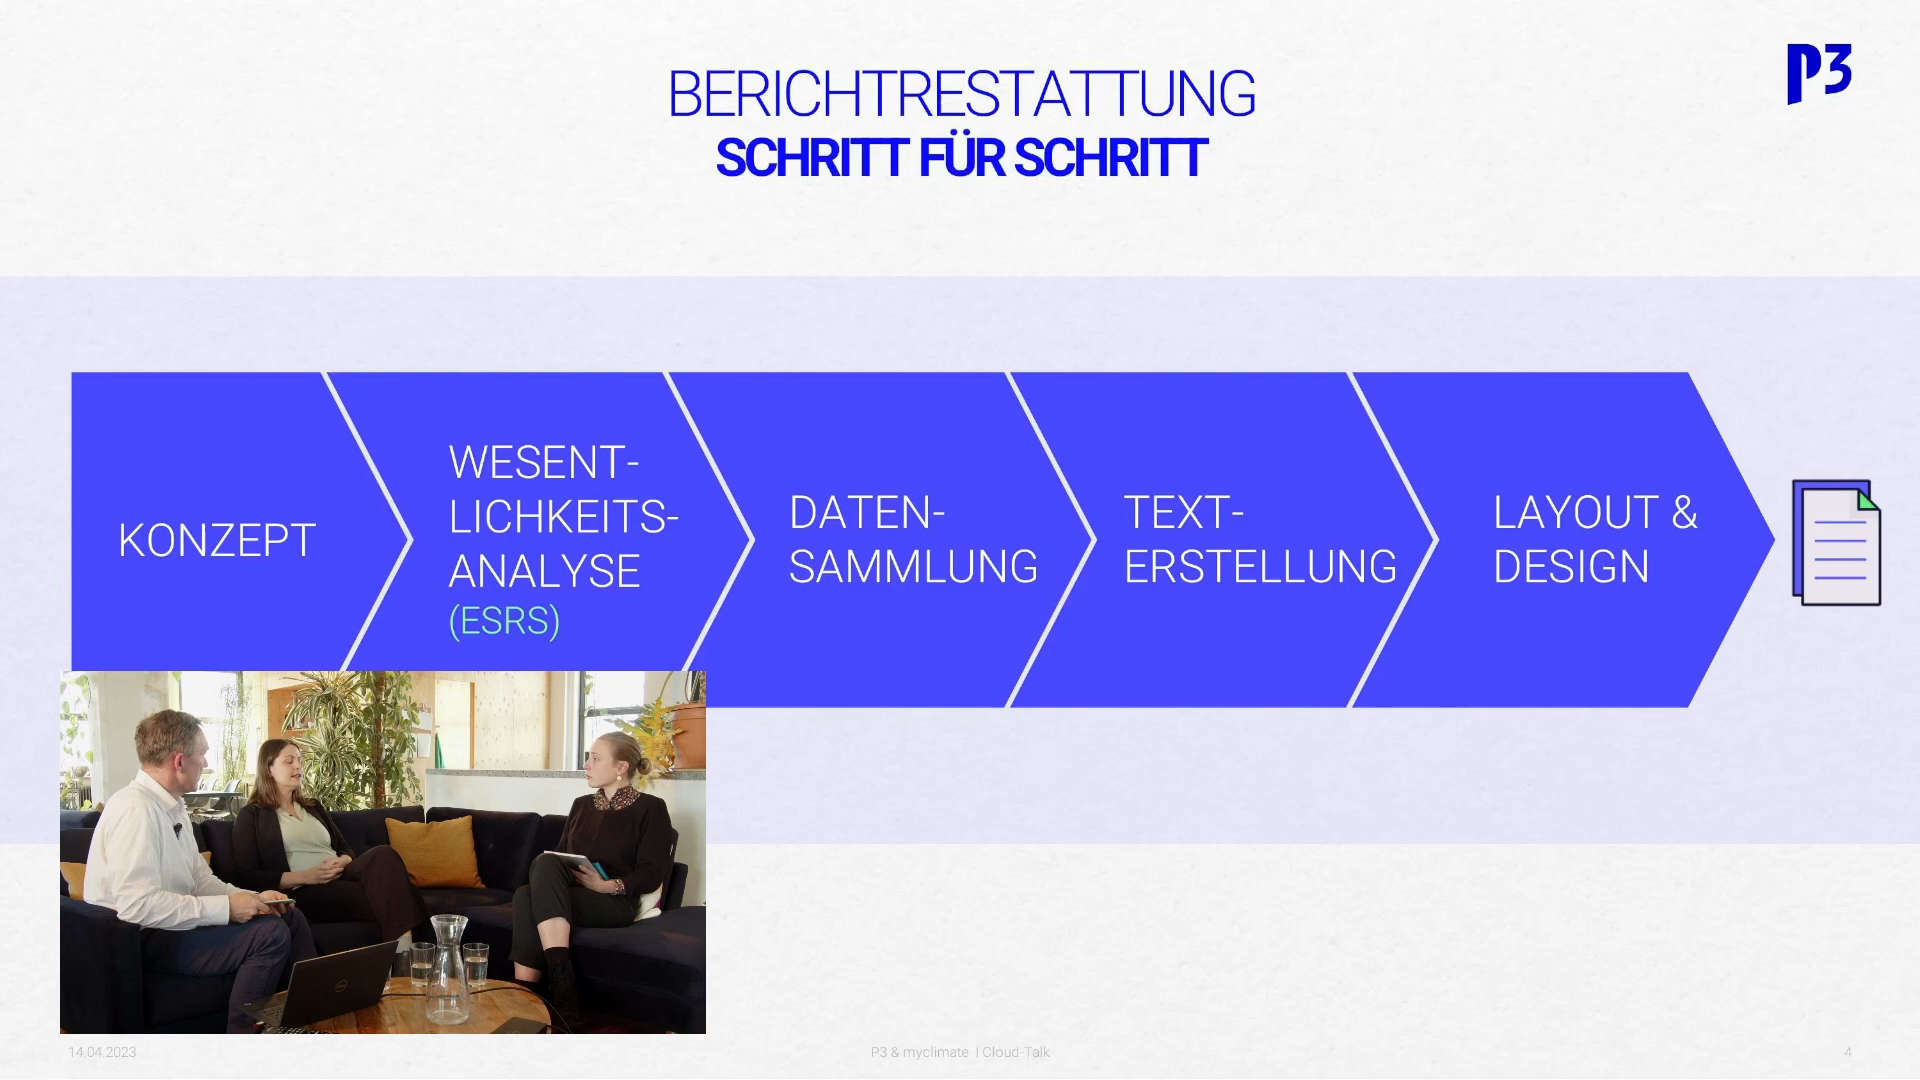 BERICHTRESTATTUNG
SCHRITT FÜR SCHRITT
P3
KONZEPT
WESENT-
LICHKEITS-
ANALYSE
(ESRS)
DATEN-
SAMMLUNG
TEXT-
ERSTELLUNG
LAYOUT &
DESIGN
14.04.2023
P3 & myclimate I Cloud-Talk
4